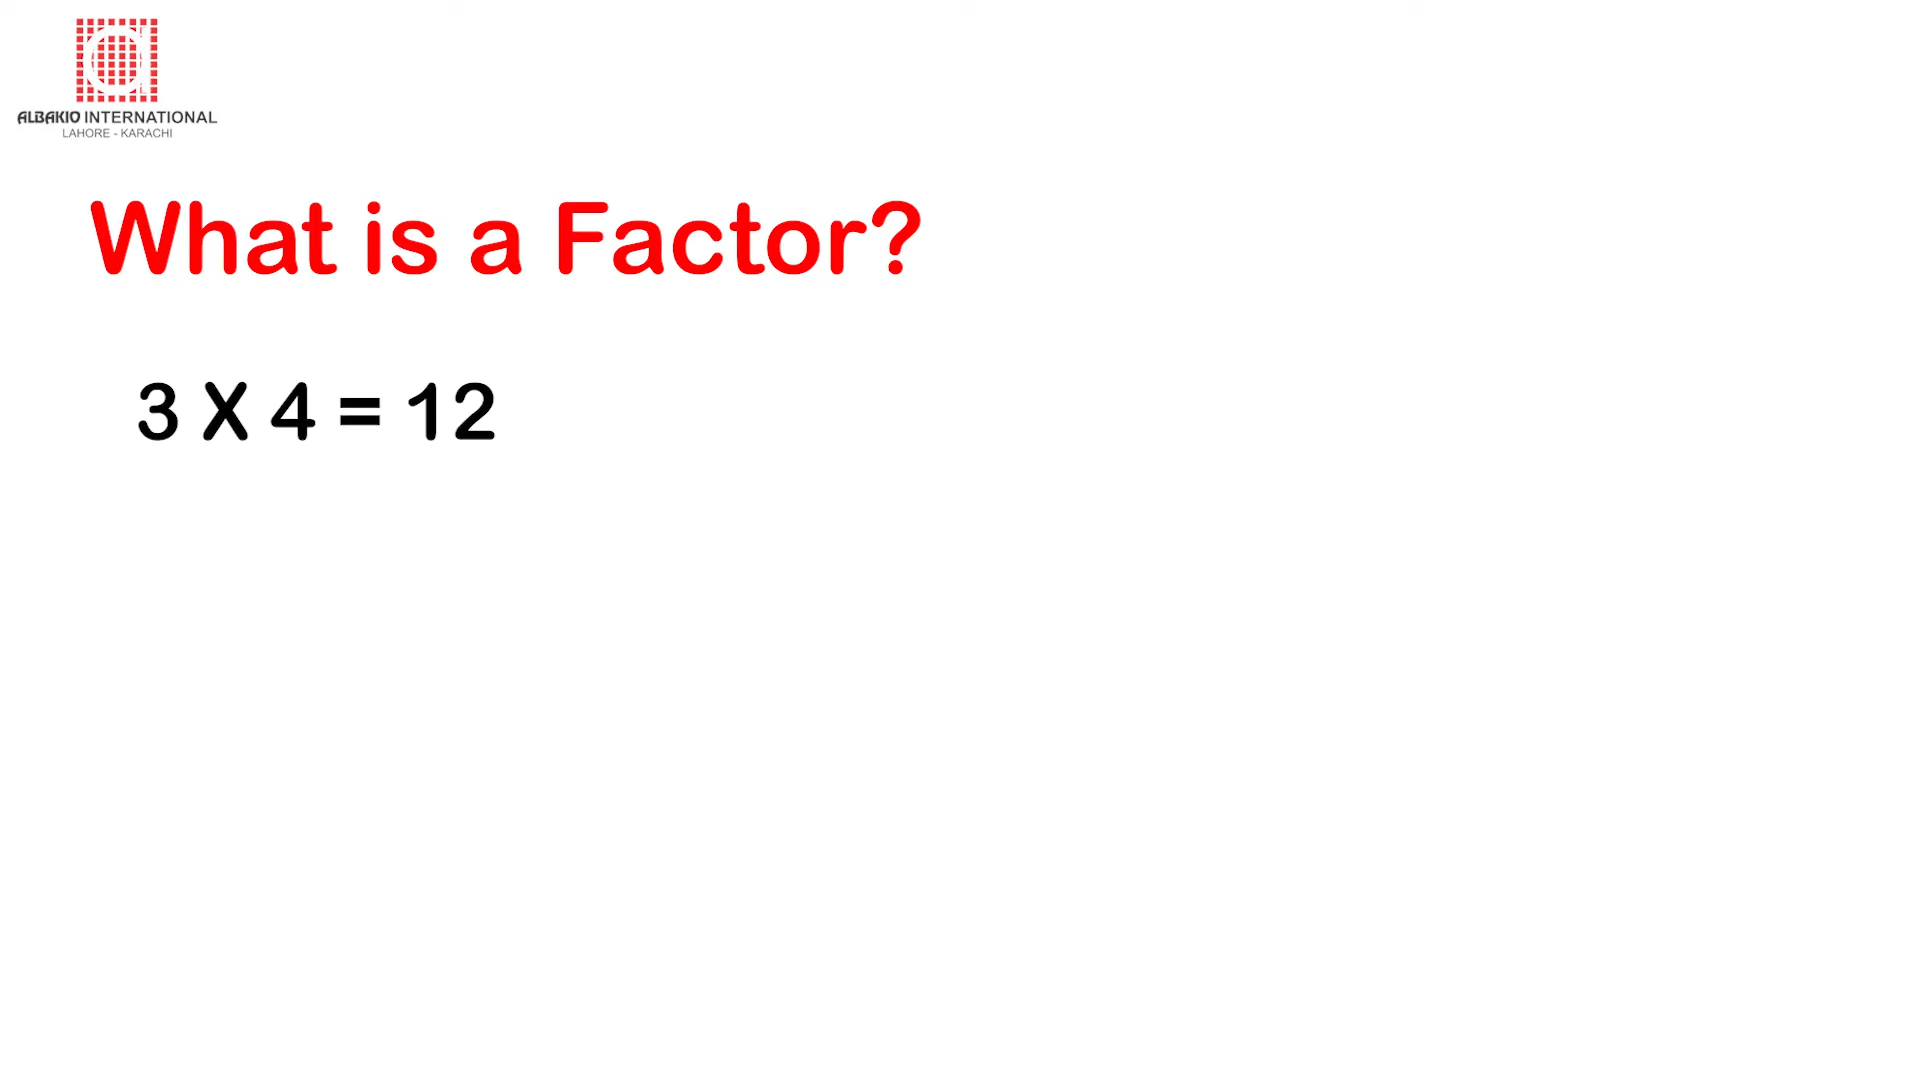 ALBAKIO INTERNATIONAL
LAHORE - KARACHI
What is a Factor?
3 X 4 = 12